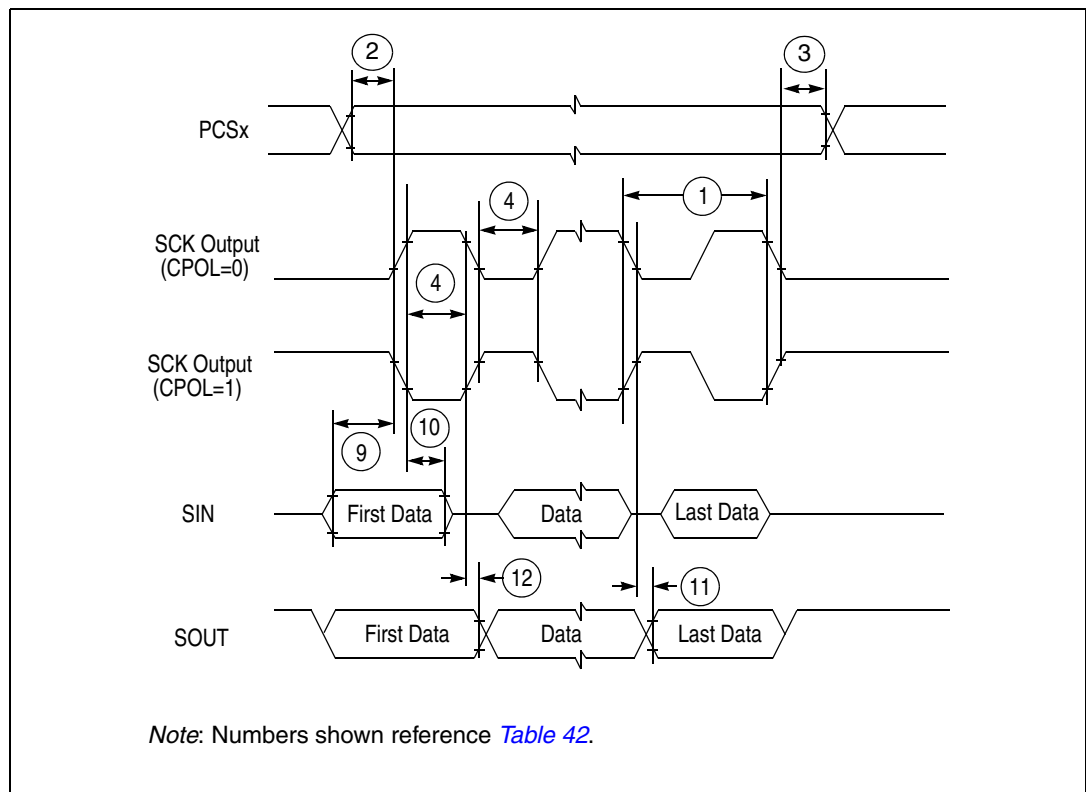 2
3
PCSx
4
1
SCK Output
(CPOL=0)
4
SCK Output
(CPOL=1)
10
9
SIN
First Data
Data
Last Data
12
11
SOUT
First Data
Data
Last Data
Note: Numbers shown reference Table 42.